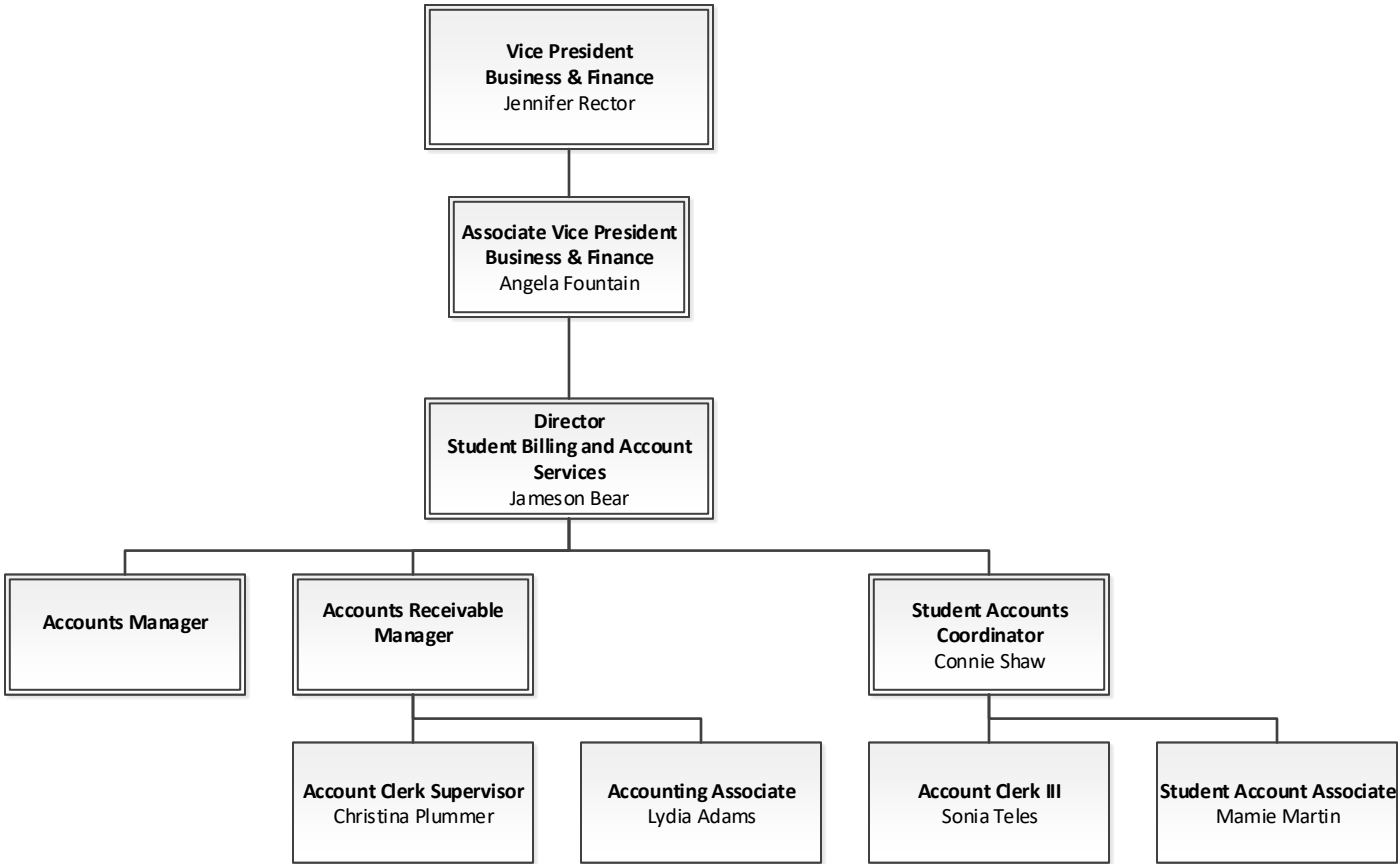 Vice President
Business & Finance
Jennifer Rector
Associate Vice President
Business & Finance
Angela Fountain
Director
Student Billing and Account
Services
Jameson Bear
Accounts Manager
Accounts Receivable
Manager
Student Accounts
Coordinator
Connie Shaw
Account Clerk Supervisor
Christina Plummer
Accounting Associate
Lydia Adams
Account Clerk III
Sonia Teles
Student Account Associate
Mamie Martin